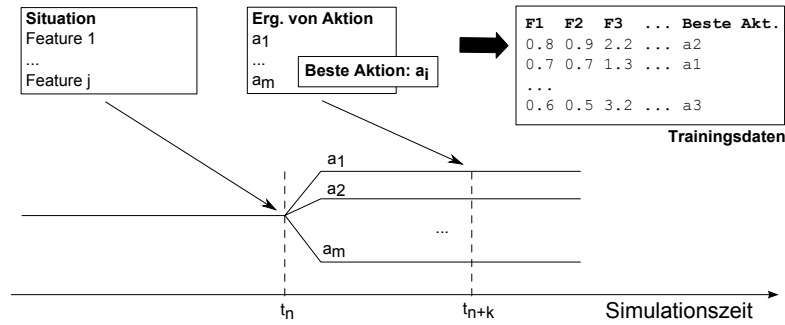 Situation
Feature 1
...
Feature j
Erg. von Aktion
a1
...
am
Beste Aktion: ai
F1 F2 F3 ... Beste Akt.
0.8 0.9 2.2 ... a2
0.7 0.7 1.3 ... a1
...
0.6 0.5 3.2 ... a3
Trainingsdaten
a1
a2
...
am
tn
tn+k
Simulationszeit